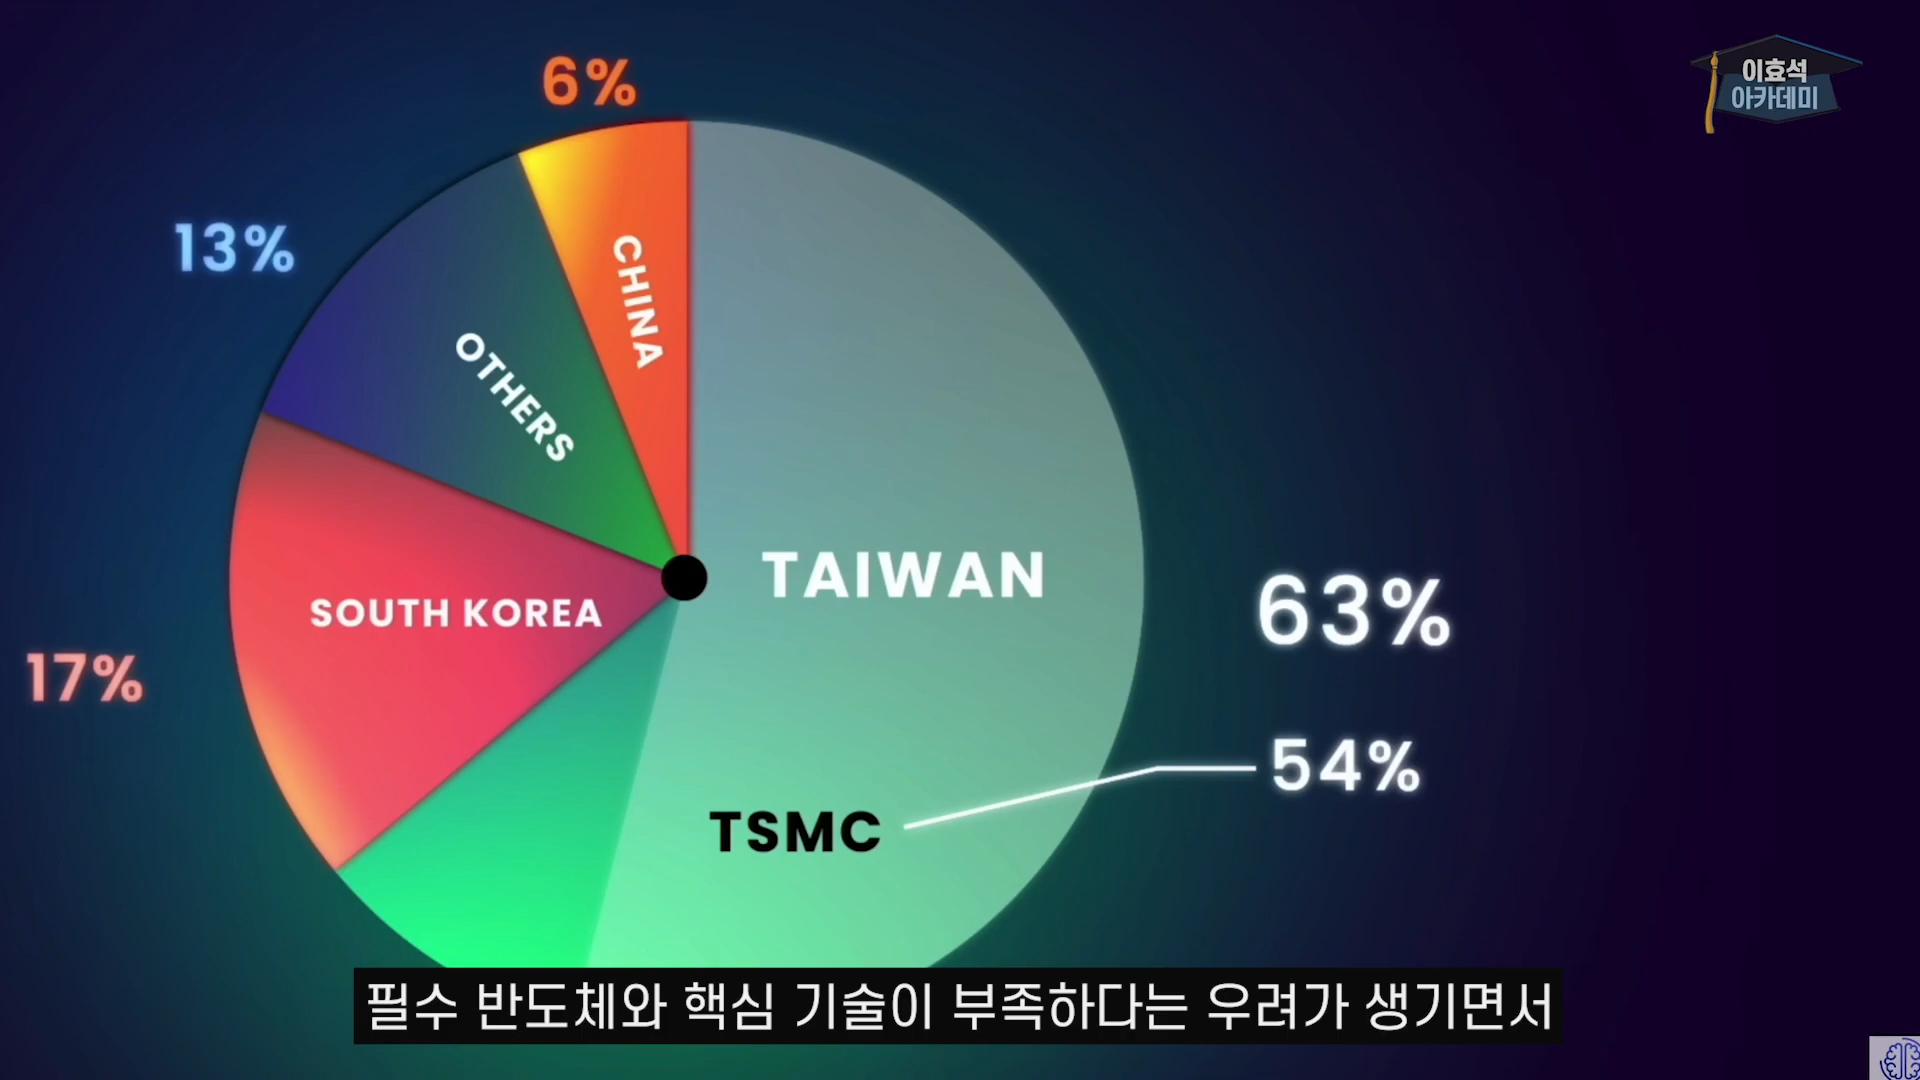 6%
이효석
아카데미
13%
CHINA
OTHERS
TAIWAN
SOUTH KOREA
63%
17%
54%
TSMC
필수 반도체와 핵심 기술이 부족하다는 우려가 생기면서